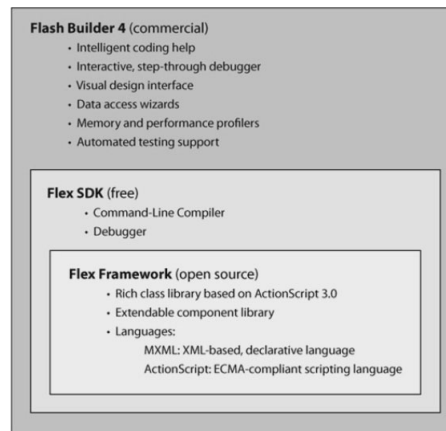 Flash Builder 4 (commercial)
• Intelligent coding help
• Interactive, step-through debugger
• Visual design interface
• Data access wizards
• Memory and performance profilers
• Automated testing support
Flex SDK (free)
• Command-Line Compiler
• Debugger
Flex Framework (open source)
• Rich class library based on ActionScript 3.0
• Extendable component library
• Languages:
MXML: XML-based, declarative language
ActionScript: ECMA-compliant scripting language